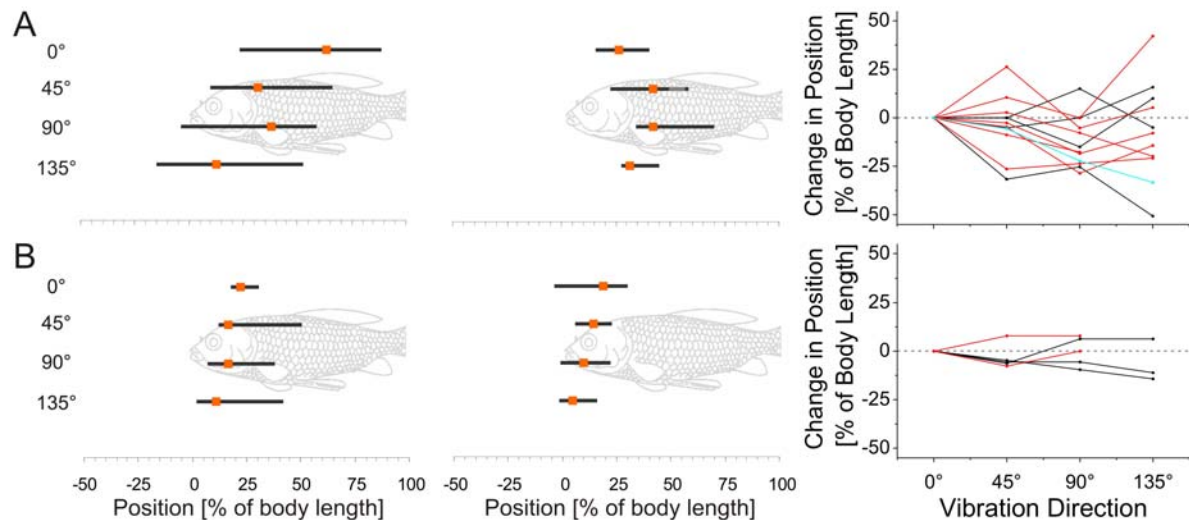 A
0°
45°
90°
135°
50
25
0
-25
-50
Change in Position
[% of Body Length]
B
0°
45°
90°
135°
50
25
0
-25
-50
Change in Position
[% of Body Length]
-50 -25 0 25 50 75 100
Position [% of body length]
-50 -25 0 25 50 75 100
Position [% of body length]
0° 45° 90° 135°
Vibration Direction